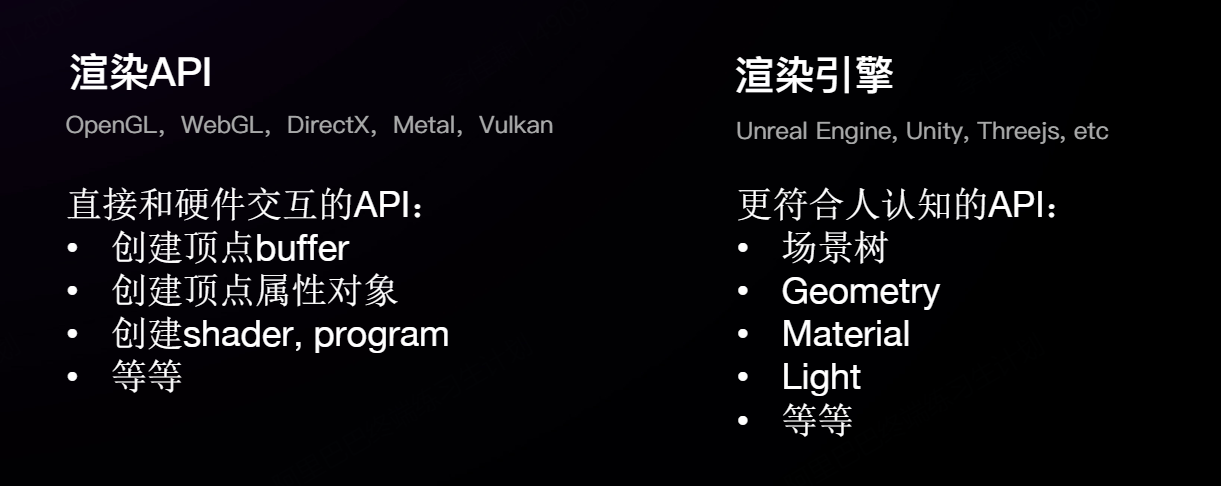 渲染API
OpenGL，WebGL，DirectX，Metal，Vulkan
直接和硬件交互的API：
• 创建顶点buffer
• 创建顶点属性对象
• 创建shader, program
• 等等
渲染引擎
Unreal Engine, Unity, Threejs, etc
更符合人认知的API：
• 场景树
• Geometry
• Material
• Light
• 等等